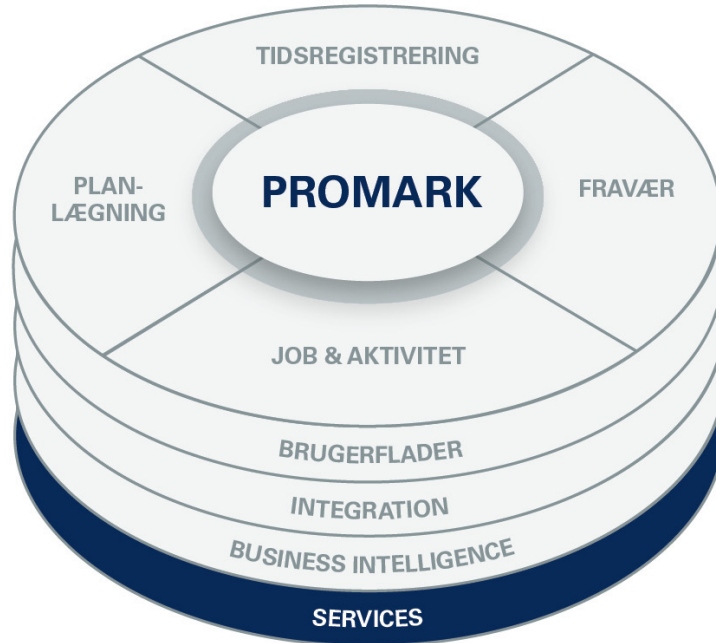 TIDSREGISTRERING
PLAN-
LÆGNING
PROMARK
FRAVÆR
JOB & AKTIVITET
BRUGERFLADER
INTEGRATION
BUSINESS INTELLIGENCE
SERVICES